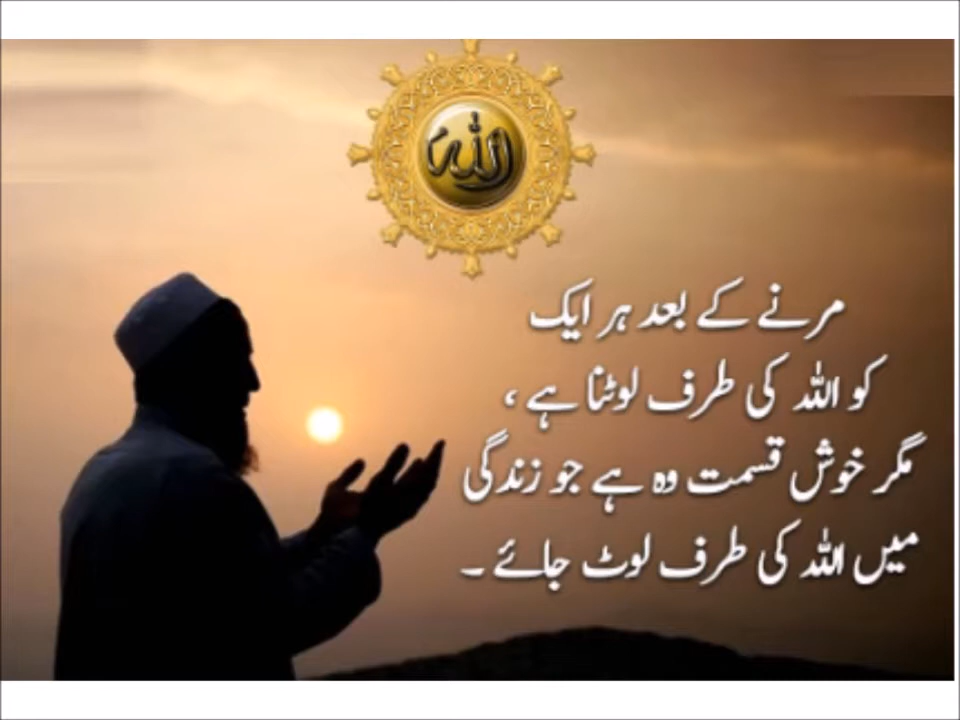 الله
مرنے کے بعد ہر ایک
کو اللہ کی طرف لوٹنا ہے ،
مگر خوش قسمت وہ ہے جو زندگی
میں اللہ کی طرف لوٹ جائے ۔